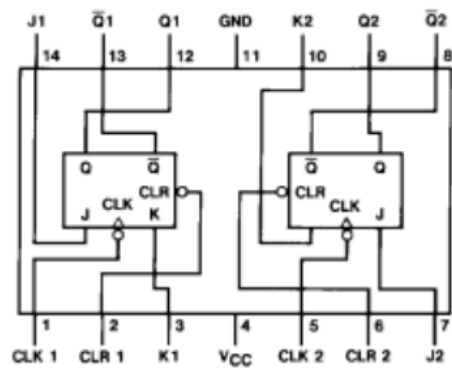 J1 Q̅1 Q1 GND K2 Q2 Q̅2
14 13 12 11 10 9 8
Q Q̅ Q̅ Q
CLR CLR
CLK CLK
J K J
1 2 3 4 5 6 7
CLK 1 CLR 1 K1 VCC CLK 2 CLR 2 J2